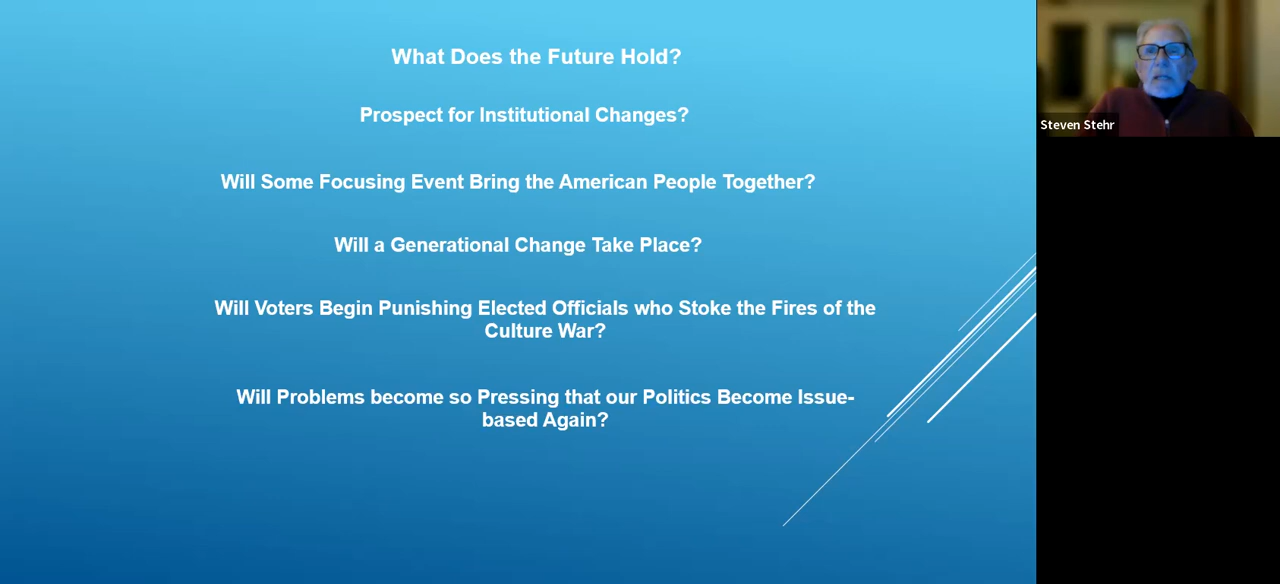 What Does the Future Hold?
Prospect for Institutional Changes?
Will Some Focusing Event Bring the American People Together?
Will a Generational Change Take Place?
Will Voters Begin Punishing Elected Officials who Stoke the Fires of the
Culture War?
Will Problems become so Pressing that our Politics Become Issue-
based Again?
Steven Stehr